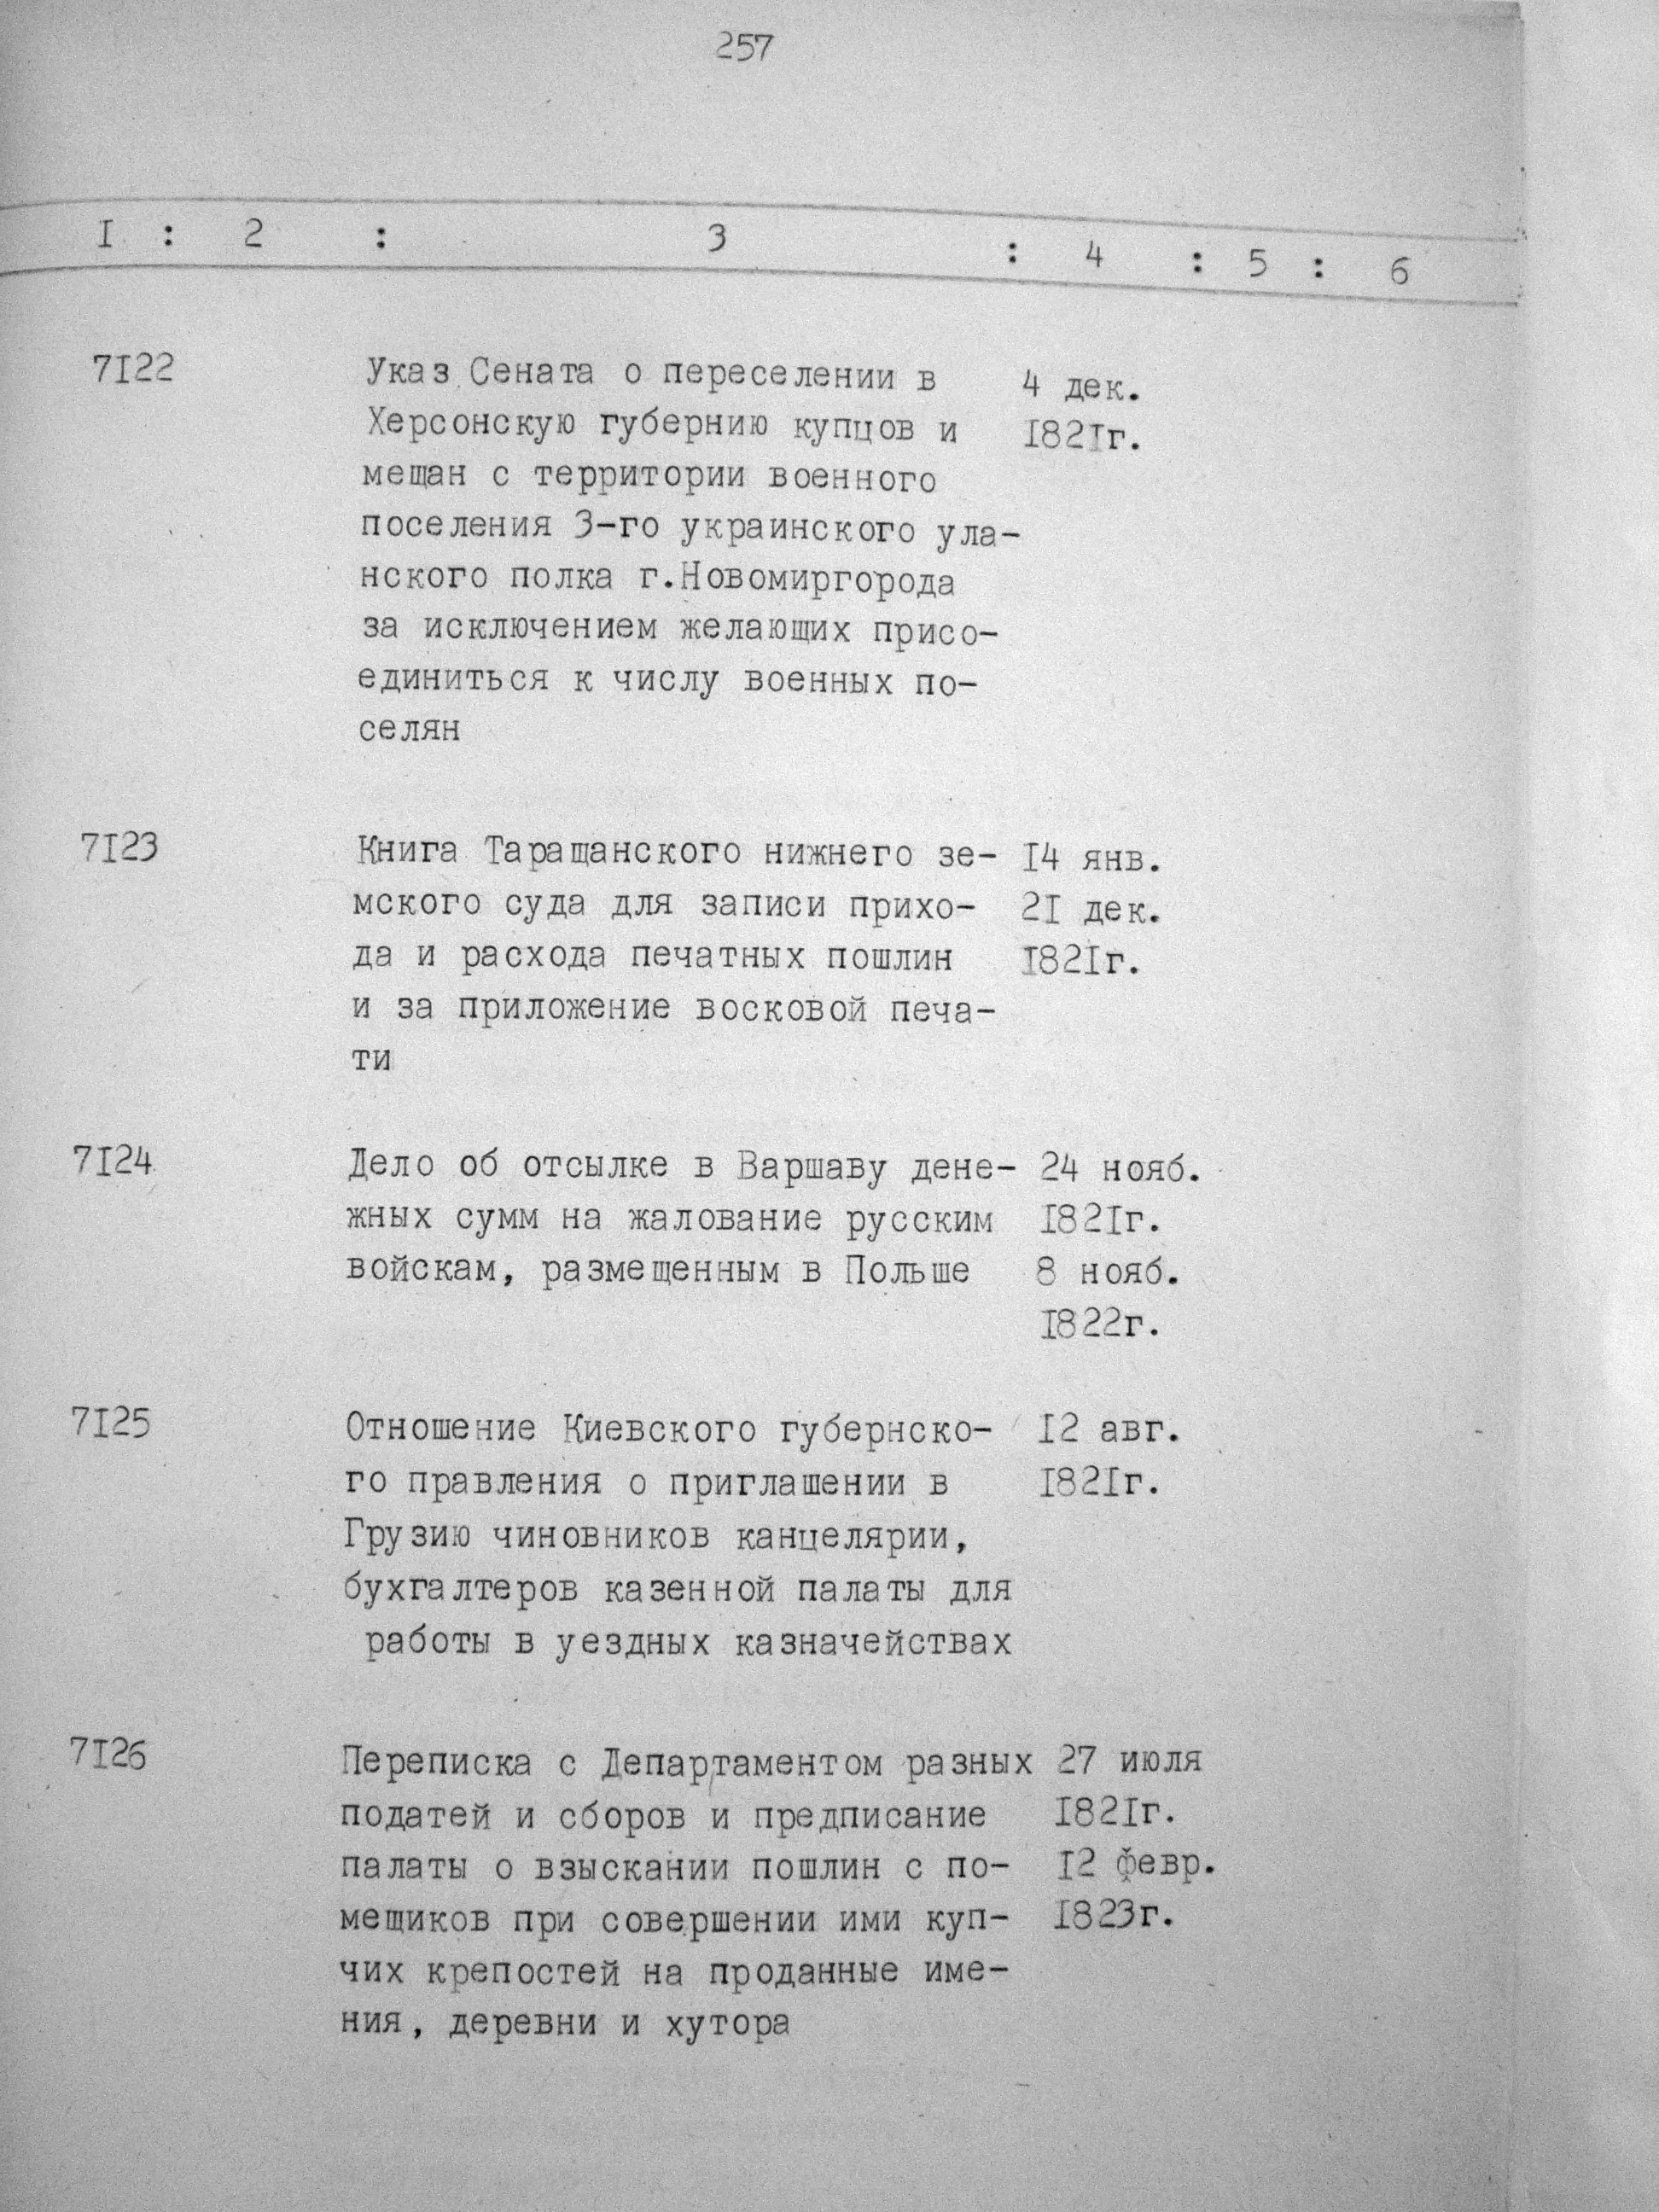 257
I : 2 : 3 : 4 : 5 : 6
7I22 Указ Сената о переселении в 4 дек.
Херсонскую губернию купцов и I82Iг.
мещан с территории военного
поселения 3-го украинского ула-
нского полка г.Новомиргорода
за исключением желающих присо-
единиться к числу военных по-
селян
7I23 Книга Таращанского нижнего зе- I4 янв.
мского суда для записи прихо- 2I дек.
да и расхода печатных пошлин I82Iг.
и за приложение восковой печа-
ти
7I24 Дело об отсылке в Варшаву дене- 24 нояб.
жных сумм на жалование русским I82Iг.
войскам, размещенным в Польше 8 нояб.
I822г.
7I25 Отношение Киевского губернско- I2 авг.
го правления о приглашении в I82Iг.
Грузию чиновников канцелярии,
бухгалтеров казенной палаты для
работы в уездных казначействах
7I26 Переписка с Департаментом разных 27 июля
податей и сборов и предписание I82Iг.
палаты о взыскании пошлин с по- I2 февр.
мещиков при совершении ими куп- I823г.
чих крепостей на проданные име-
ния, деревни и хутора